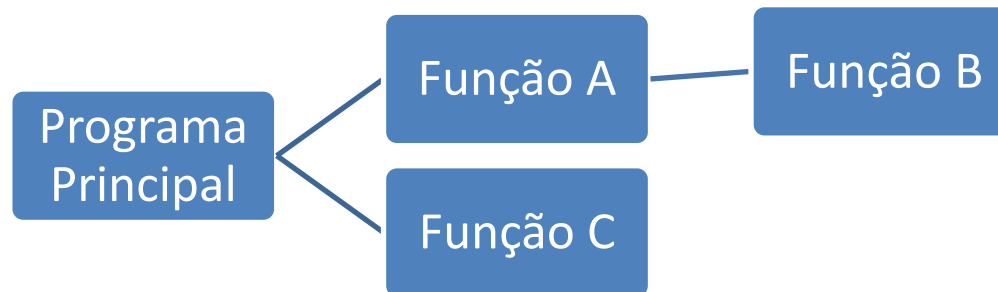 Programa
Principal
Função A
Função B
Função C